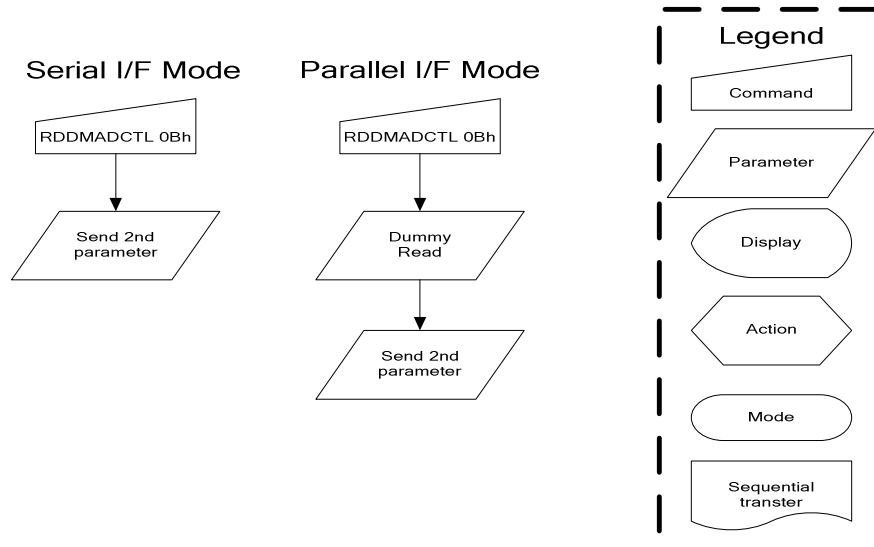 Serial I/F Mode
RDDMADCTL 0Bh
Send 2nd
parameter
Parallel I/F Mode
RDDMADCTL 0Bh
Dummy
Read
Send 2nd
parameter
Legend
Command
Parameter
Display
Action
Mode
Sequential
transter